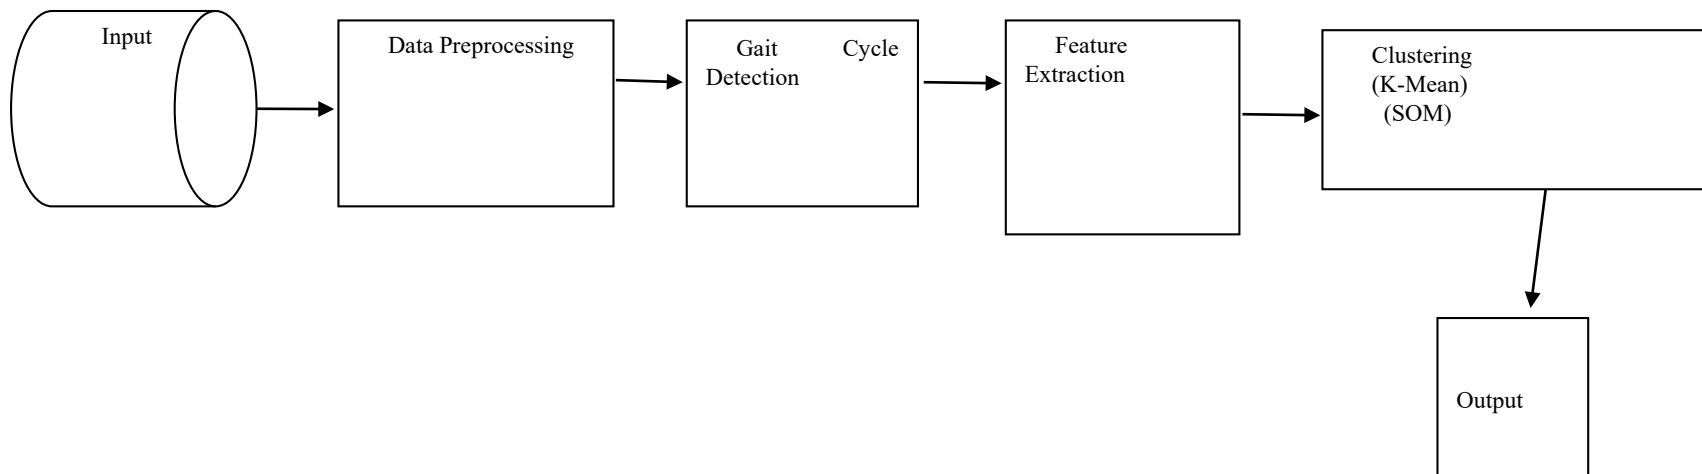 Input
Data Preprocessing
Gait Cycle
Detection
Feature
Extraction
Clustering
(K-Mean)
(SOM)
Output